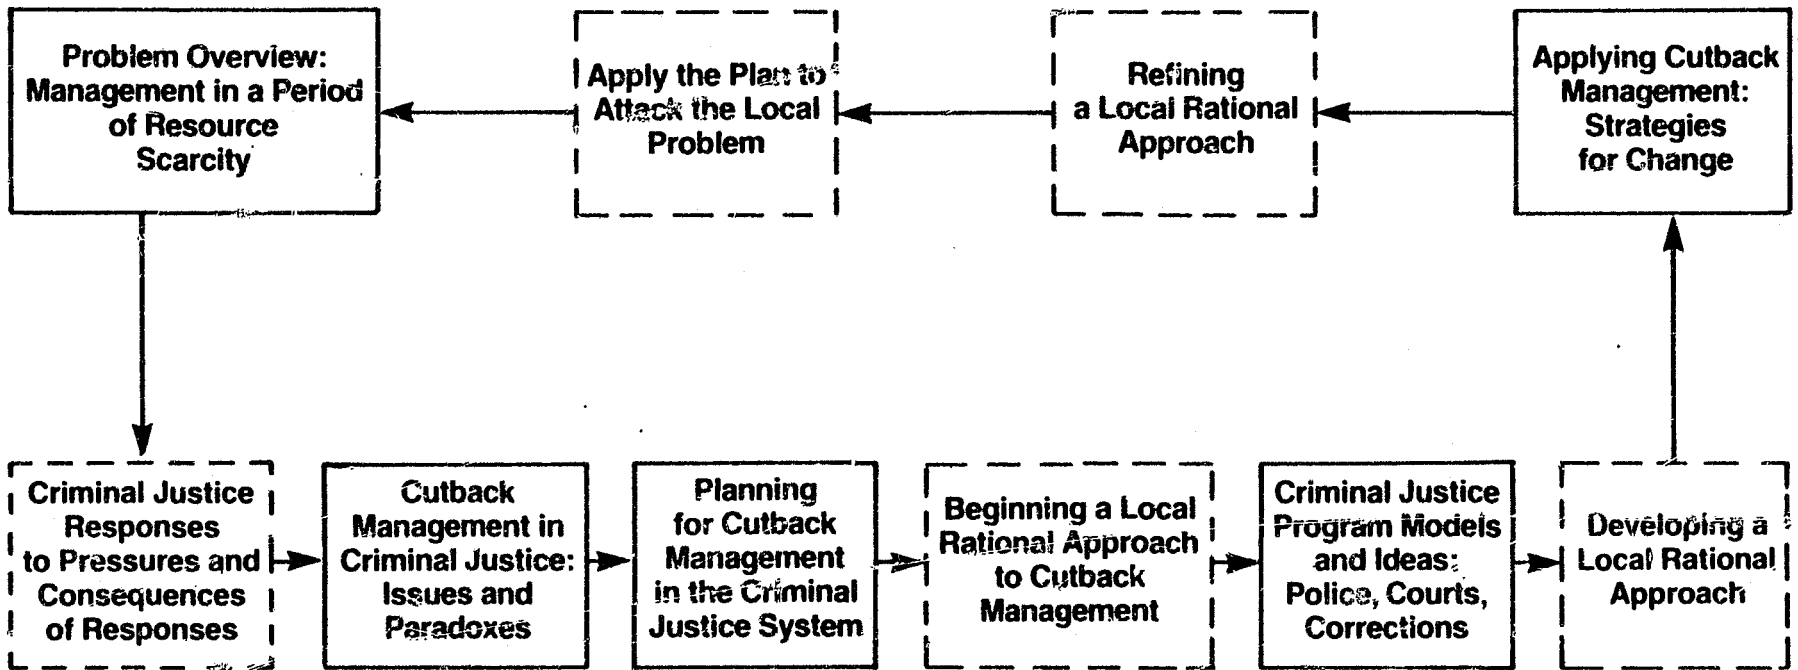 Problem Overview:
Management in a Period
of Resource
Scarcity
Apply the Plan to
Attack the Local
Problem
Refining
a Local Rational
Approach
Applying Cutback
Management:
Strategies
for Change
Criminal Justice
Responses
to Pressures and
Consequences
of Responses
Cutback
Management in
Criminal Justice:
Issues and
Paradoxes
Planning
for Cutback
Management
in the Criminal
Justice System
Beginning a Local
Rational Approach
to Cutback
Management
Criminal Justice
Program Models
and Ideas:
Police, Courts,
Corrections
Developing a
Local Rational
Approach